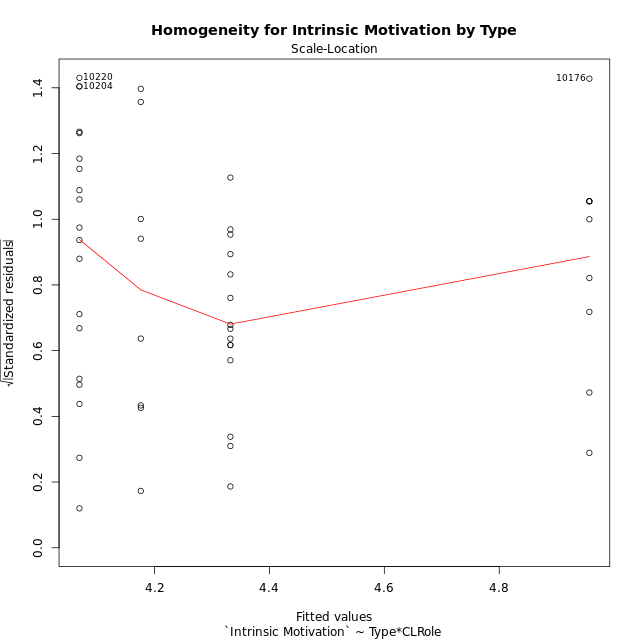 Homogeneity for Intrinsic Motivation by Type
Scale-Location
10220
10204
10176
1.4
1.2
1.0
0.8
0.6
0.4
0.2
0.0
√|Standardized residuals|
4.2 4.4 4.6 4.8
Fitted values
`Intrinsic Motivation` ~ Type*CLRole